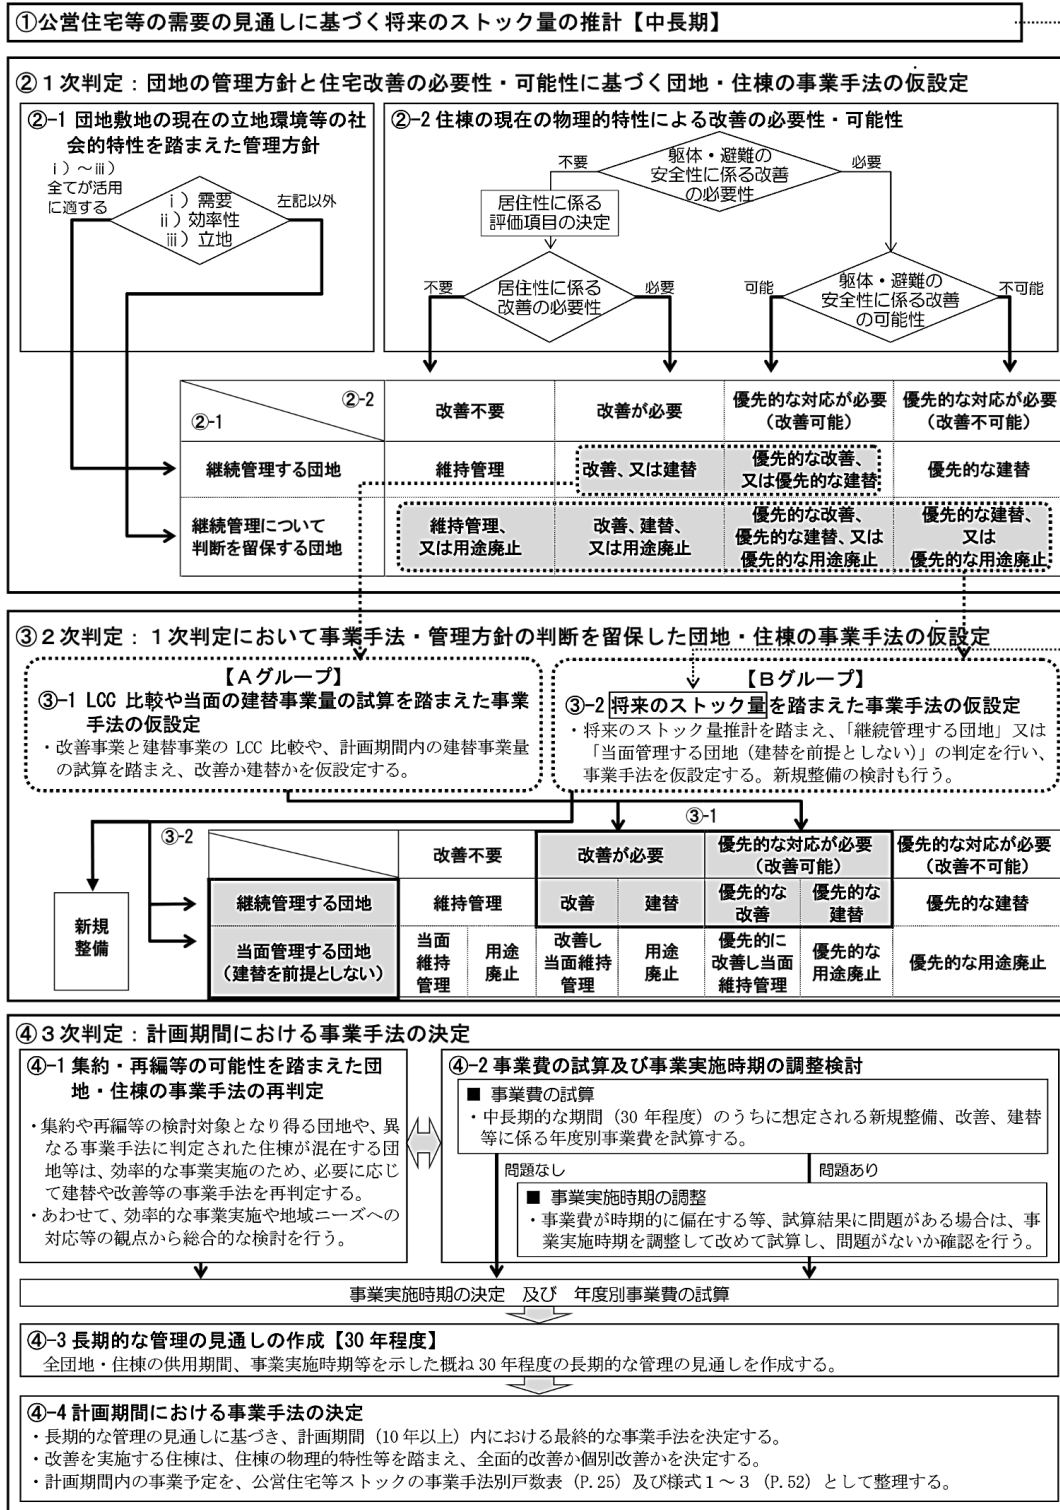 ①公営住宅等の需要の見通しに基づく将来のストック量の推計【中長期】
②１次判定：団地の管理方針と住宅改善の必要性・可能性に基づく団地・住棟の事業手法の仮設定
②-1 団地敷地の現在の立地環境等の社
会的特性を踏まえた管理方針
ⅰ）～ⅲ）
全てが活用
に適する
ⅰ）需要
ⅱ）効率性
ⅲ）立地
左記以外
②-2 住棟の現在の物理的特性による改善の必要性・可能性
不要
躯体・避難の
安全性に係る改善
の必要性
必要
居住性に係る
評価項目の決定
不要
居住性に係る
改善の必要性
必要
可能
躯体・避難の
安全性に係る改善
の可能性
不可能
②-2
②-1
改善不要
改善が必要
優先的な対応が必要
（改善可能）
優先的な対応が必要
（改善不可能）
継続管理する団地
維持管理
改善、又は建替
優先的な改善、
又は優先的な建替
優先的な建替
継続管理について
判断を留保する団地
維持管理、
又は用途廃止
改善、建替、
又は用途廃止
優先的な改善、
優先的な建替、又は
優先的な用途廃止
優先的な建替、
又は
優先的な用途廃止
③２次判定：１次判定において事業手法・管理方針の判断を留保した団地・住棟の事業手法の仮設定
【Ａグループ】
③-1 LCC 比較や当面の建替事業量の試算を踏まえた事業
手法の仮設定
・改善事業と建替事業の LCC 比較や、計画期間内の建替事業量
の試算を踏まえ、改善か建替かを仮設定する。
【Ｂグループ】
③-2 将来のストック量を踏まえた事業手法の仮設定
・将来のストック量推計を踏まえ、「継続管理する団地」又は
「当面管理する団地（建替を前提としない）」の判定を行い、
事業手法を仮設定する。新規整備の検討も行う。
③-1
③-2
新規
整備
改善不要
改善が必要
優先的な対応が必要
（改善可能）
優先的な対応が必要
（改善不可能）
継続管理する団地
維持管理
改善
建替
優先的な
改善
優先的な
建替
優先的な建替
当面管理する団地
（建替を前提としない）
当面
維持
管理
用途
廃止
改善し
当面維持
管理
用途
廃止
優先的に
改善し当面
維持管理
優先的な
用途廃止
優先的な用途廃止
④３次判定：計画期間における事業手法の決定
④-1 集約・再編等の可能性を踏まえた団
地・住棟の事業手法の再判定
・集約や再編等の検討対象となり得る団地や、異
なる事業手法に判定された住棟が混在する団
地等は、効率的な事業実施のため、必要に応じ
て建替や改善等の事業手法を再判定する。
・あわせて、効率的な事業実施や地域ニーズへの
対応等の観点から総合的な検討を行う。
④-2 事業費の試算及び事業実施時期の調整検討
■ 事業費の試算
・中長期的な期間（30 年程度）のうちに想定される新規整備、改善、建替
等に係る年度別事業費を試算する。
問題なし
問題あり
■ 事業実施時期の調整
・事業費が時期的に偏在する等、試算結果に問題がある場合は、事
業実施時期を調整して改めて試算し、問題がないか確認を行う。
事業実施時期の決定　及び　年度別事業費の試算
④-3 長期的な管理の見通しの作成【30 年程度】
全団地・住棟の供用期間、事業実施時期等を示した概ね 30 年程度の長期的な管理の見通しを作成する。
④-4 計画期間における事業手法の決定
・長期的な管理の見通しに基づき、計画期間（10 年以上）内における最終的な事業手法を決定する。
・改善を実施する住棟は、住棟の物理的特性等を踏まえ、全面的改善か個別改善かを決定する。
・計画期間内の事業予定を、公営住宅等ストックの事業手法別戸数表（P.25）及び様式１～３（P.52）として整理する。